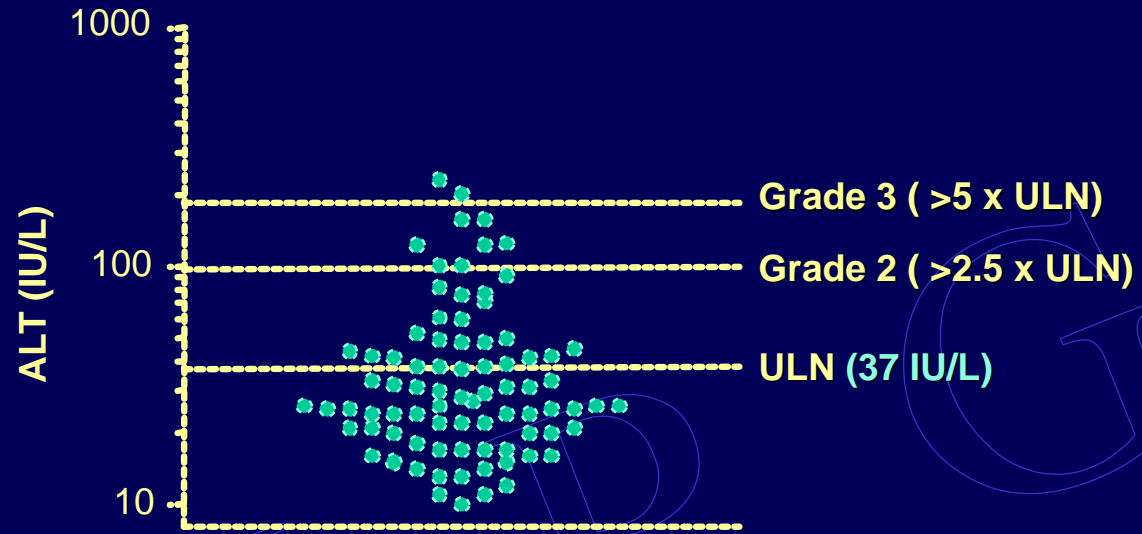 1000
Grade 3 ( >5 x ULN)
100
Grade 2 ( >2.5 x ULN)
ALT (IU/L)
ULN (37 IU/L)
10